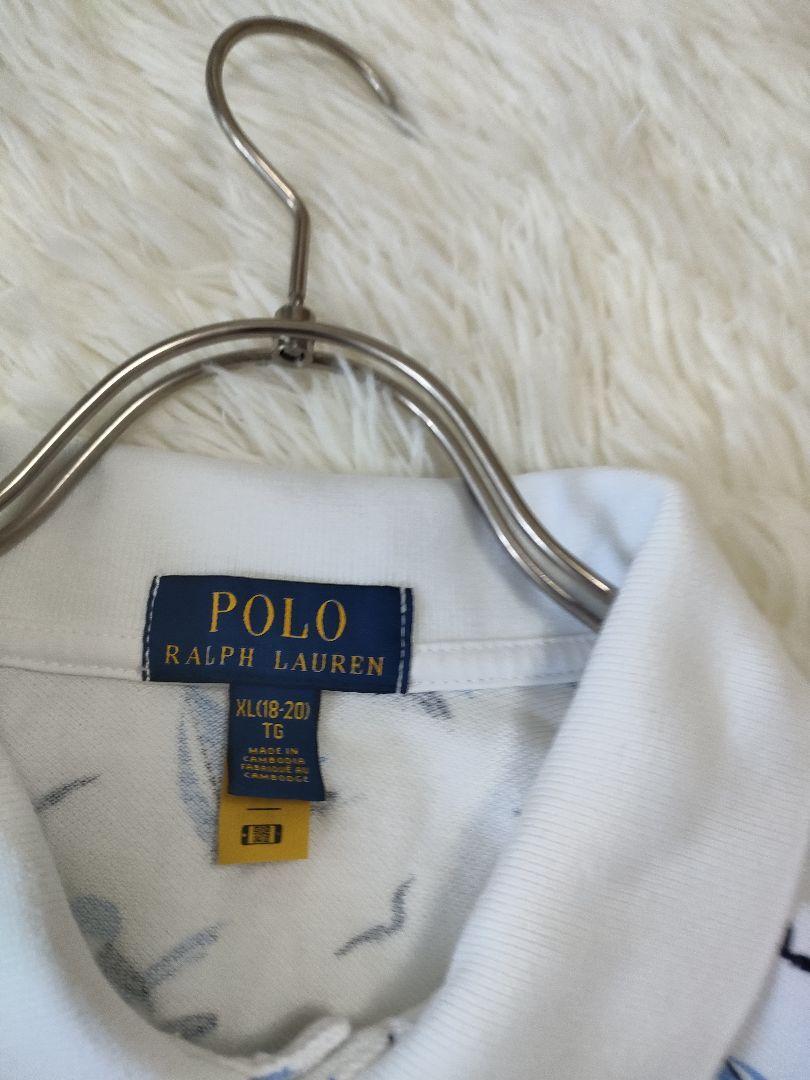 POLO
RALPH LAUREN
XL(18-20)
TG
MADE IN
CAMBODIA
FABRIQUÉ AU
CAMBODGE